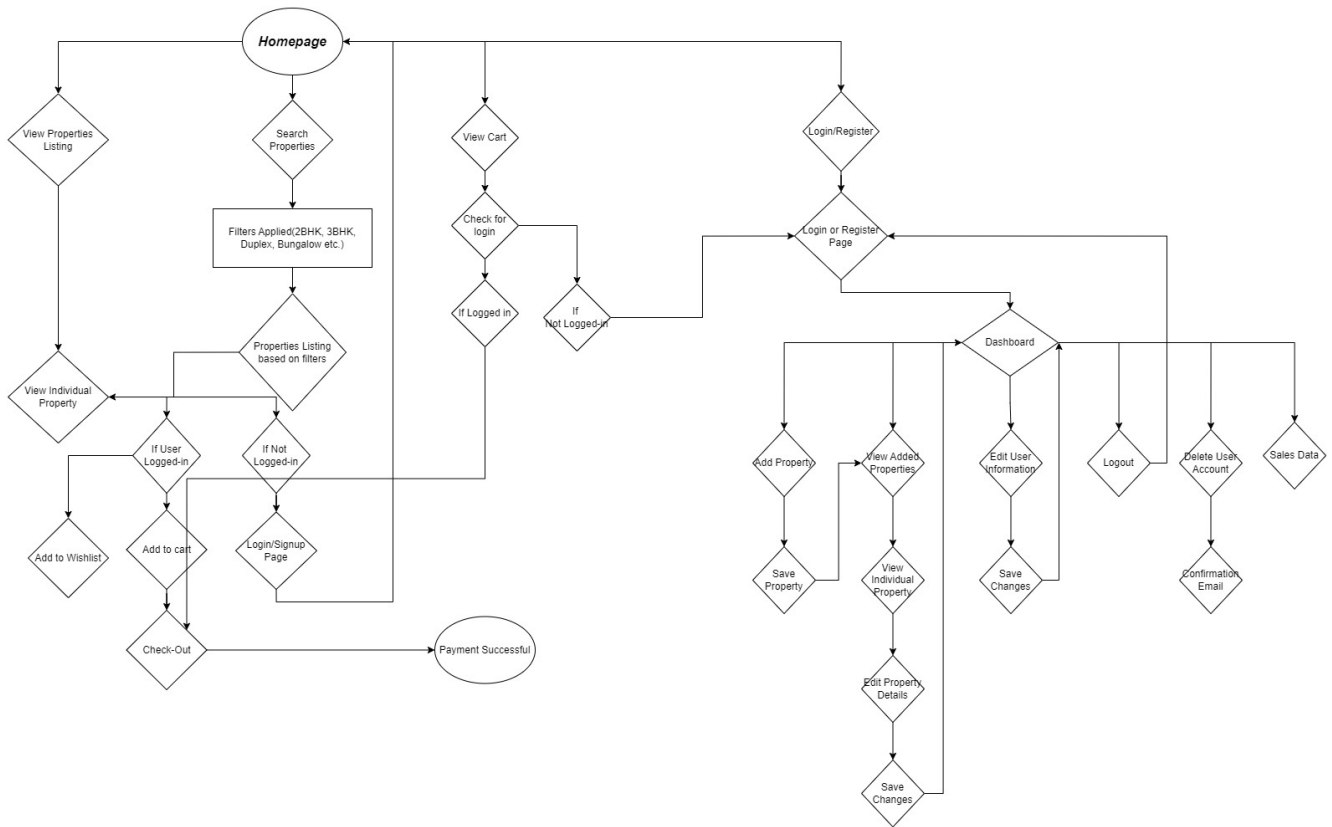 Homepage
View Properties
Listing
Search
Properties
View Cart
Login/Register
Filters Applied(2BHK, 3BHK,
Duplex, Bungalow etc.)
Check for
login
Login or Register
Page
If Logged in
If
Not Logged-in
Properties Listing
based on filters
Dashboard
View Individual
Property
If User
Logged-in
If Not
Logged-in
Add Property
View Added
Properties
Edit User
Information
Logout
Delete User
Account
Sales Data
Add to Wishlist
Add to cart
Login/Signup
Page
Save
Property
View
Individual
Property
Save
Changes
Confirmation
Email
Check-Out
Payment Successful
Edit Property
Details
Save
Changes